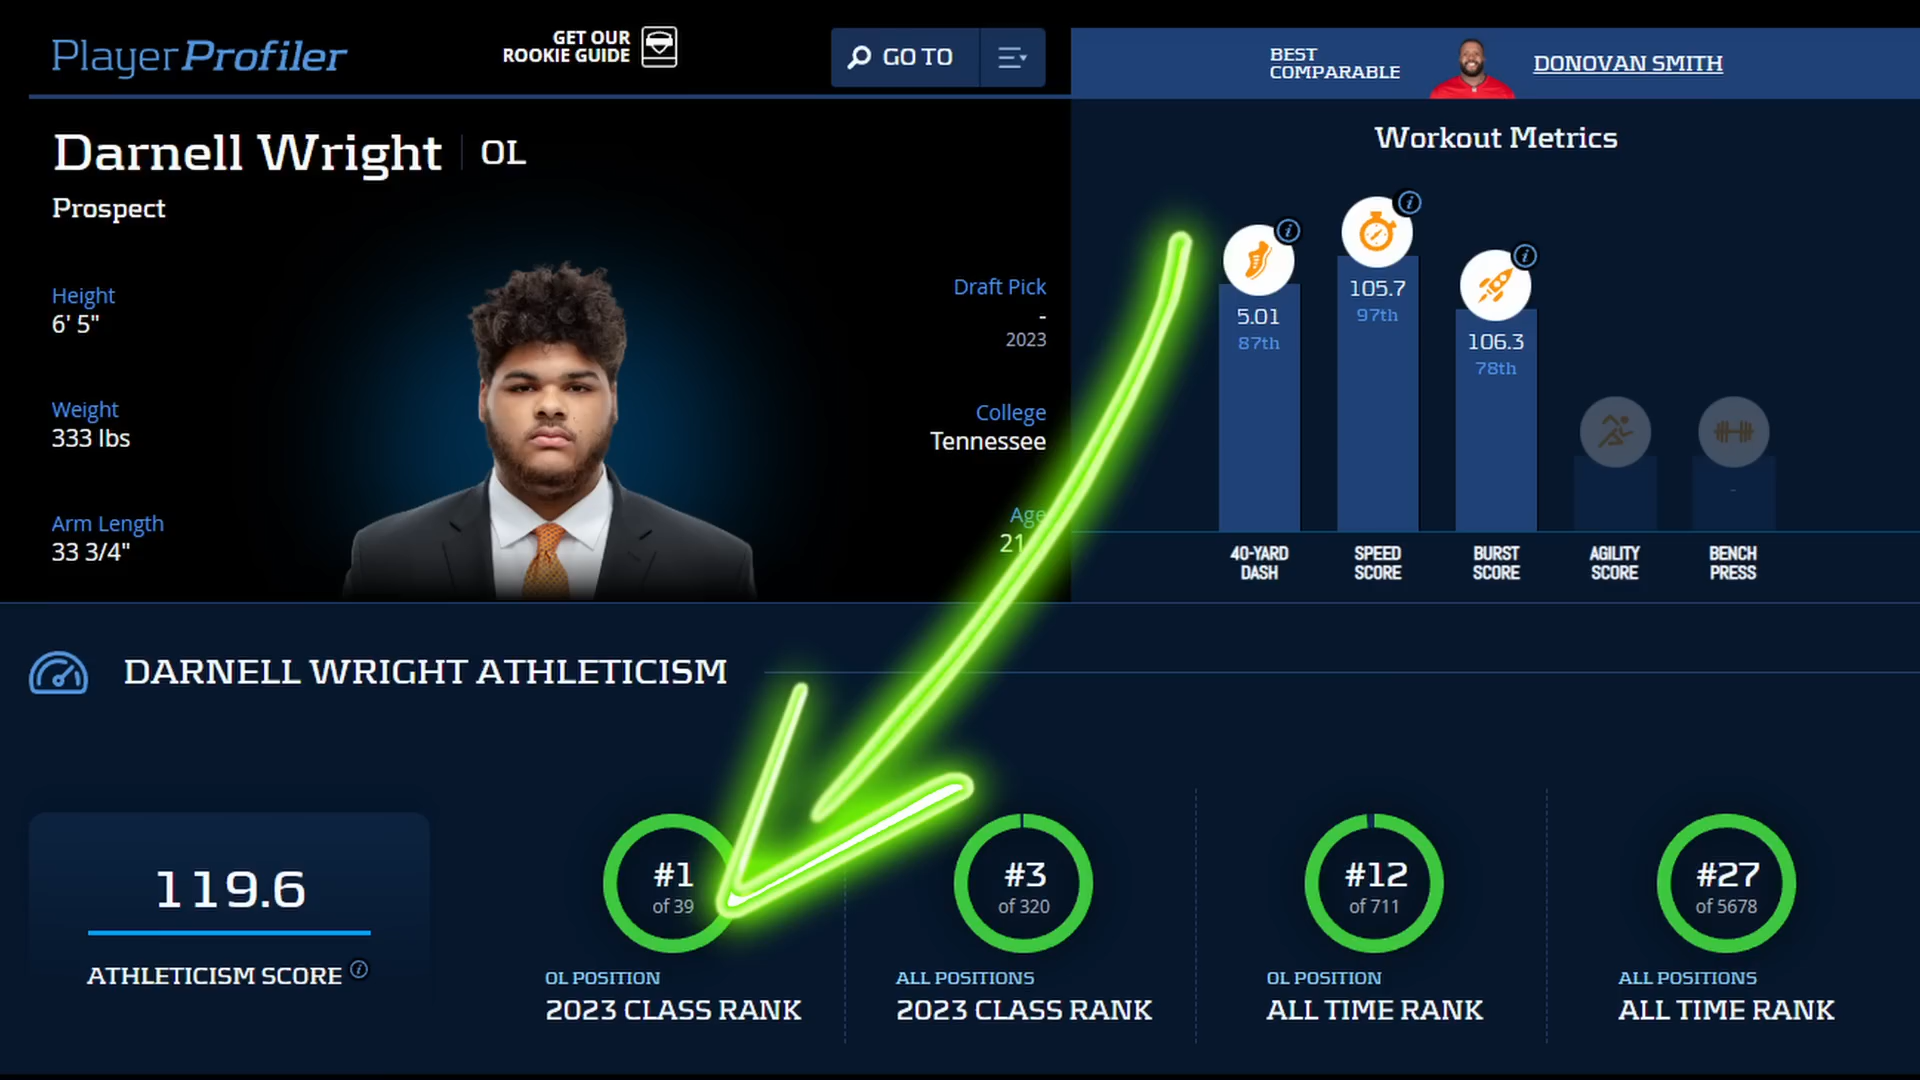 PlayerProfiler
GET OUR
ROOKIE GUIDE
GO TO
BEST
COMPARABLE
DONOVAN SMITH
Darnell Wright
OL
Prospect
Height
6' 5"
Weight
333 lbs
Arm Length
33 3/4"
Draft Pick
-
2023
College
Tennessee
Age
21
Workout Metrics
5.01
87th
105.7
97th
106.3
78th
-
40-YARD
DASH
SPEED
SCORE
BURST
SCORE
AGILITY
SCORE
BENCH
PRESS
DARNELL WRIGHT ATHLETICISM
119.6
ATHLETICISM SCORE
#1
of 39
OL POSITION
2023 CLASS RANK
#3
of 320
ALL POSITIONS
2023 CLASS RANK
#12
of 711
OL POSITION
ALL TIME RANK
#27
of 5678
ALL POSITIONS
ALL TIME RANK